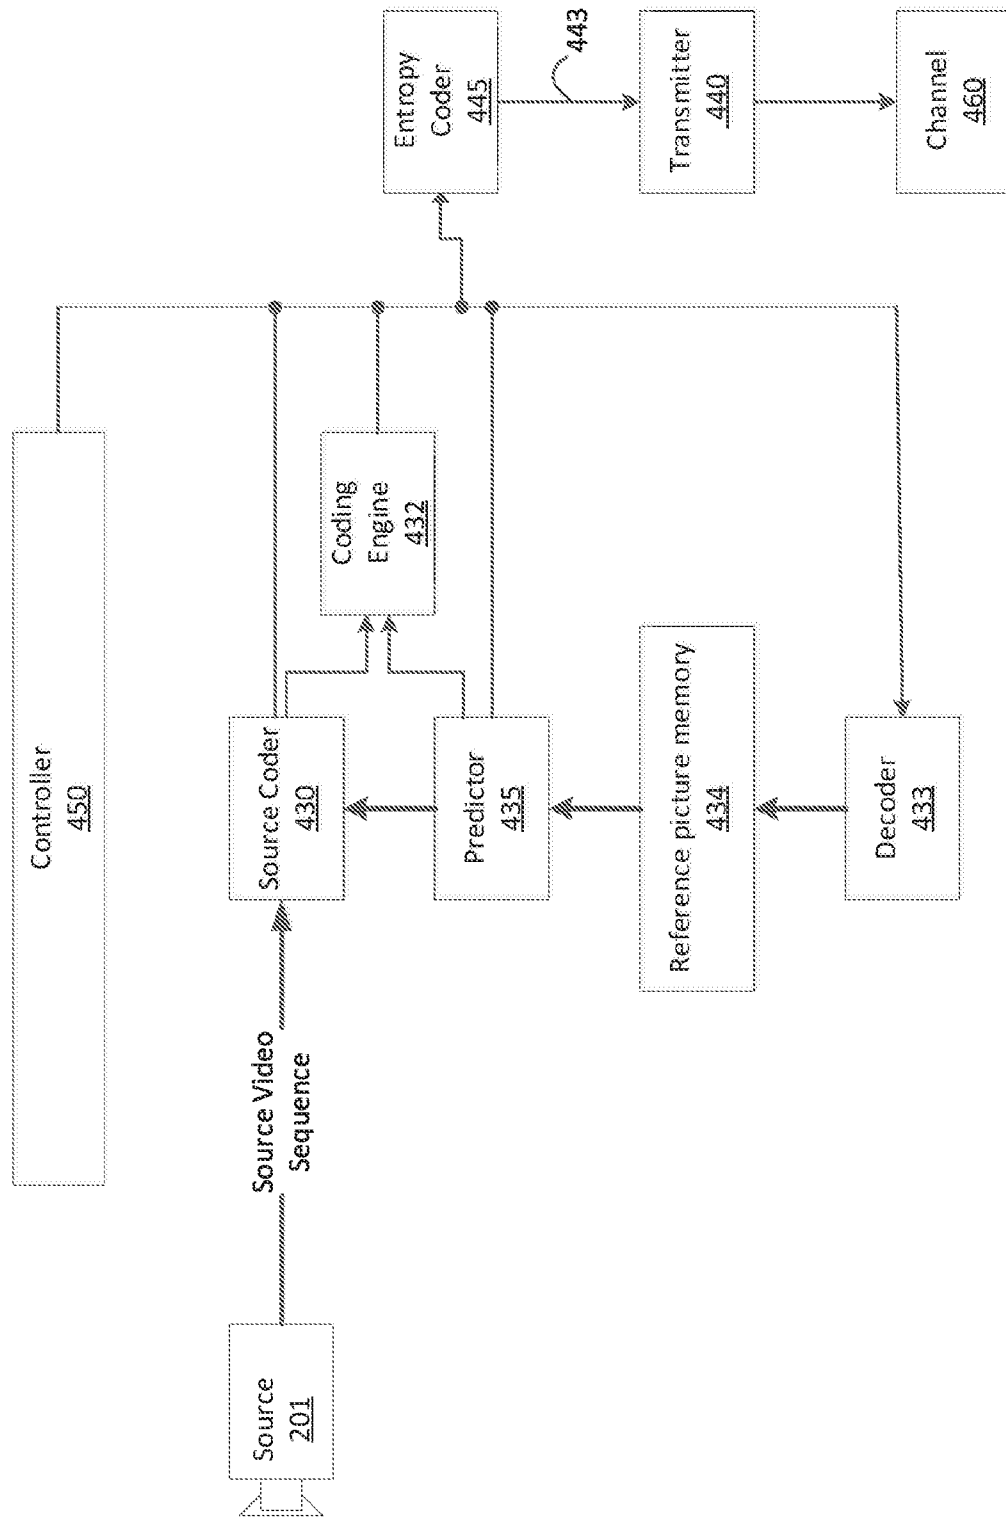 Controller
450
Source
201
Source Video
Sequence
Source Coder
430
Coding
Engine
432
Predictor
435
Reference picture memory
434
Decoder
433
Entropy
Coder
445
443
Transmitter
440
Channel
460